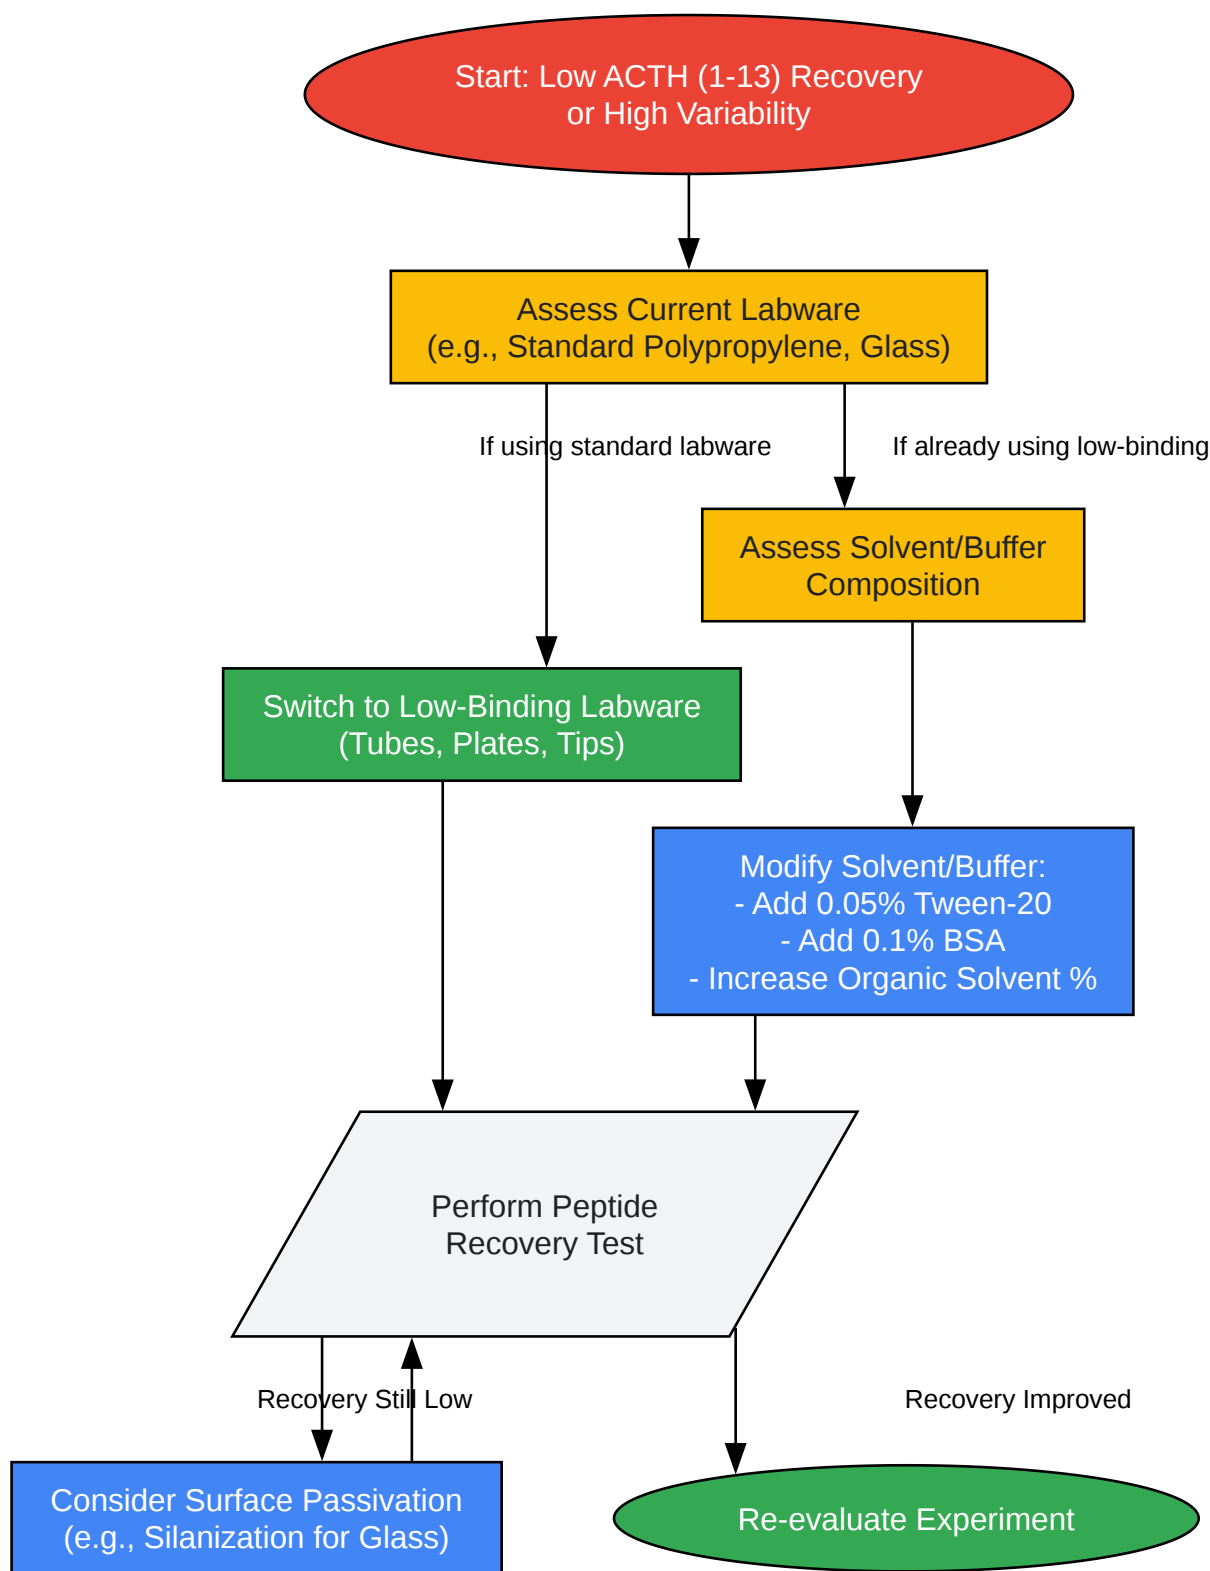 Start: Low ACTH (1-13) Recovery
or High Variability
Assess Current Labware
(e.g., Standard Polypropylene, Glass)
If using standard labware
If already using low-binding
Assess Solvent/Buffer
Composition
Switch to Low-Binding Labware
(Tubes, Plates, Tips)
Modify Solvent/Buffer:
- Add 0.05% Tween-20
- Add 0.1% BSA
- Increase Organic Solvent %
Perform Peptide
Recovery Test
Recovery Still Low
Recovery Improved
Consider Surface Passivation
(e.g., Silanization for Glass)
Re-evaluate Experiment